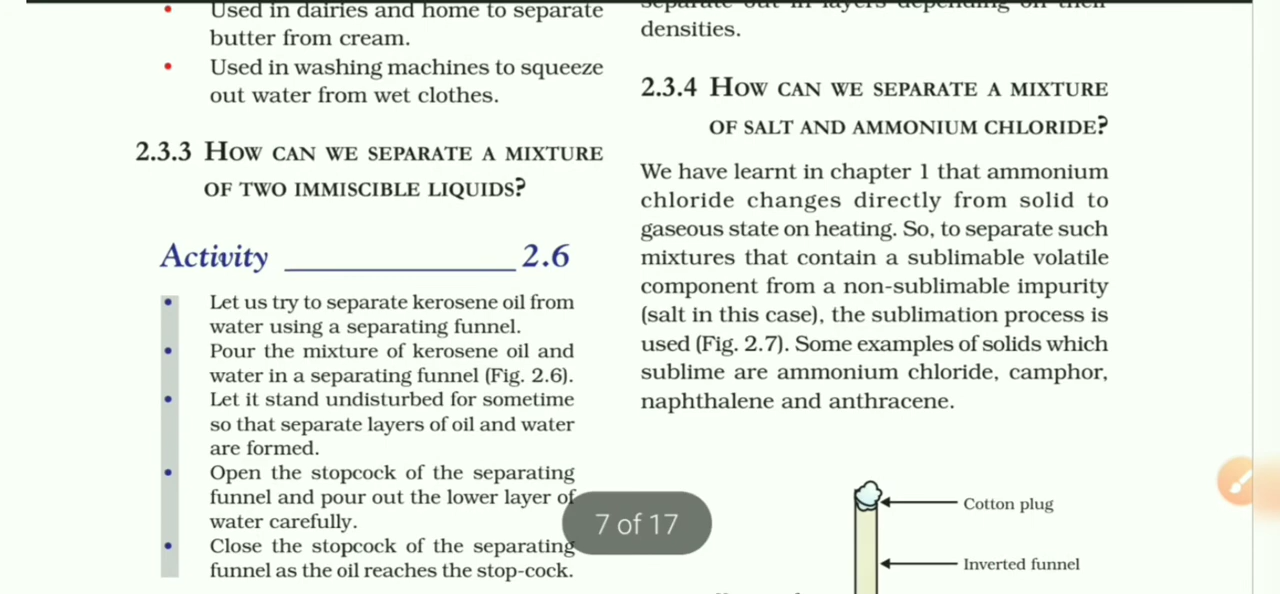 Used in dairies and home to separate
butter from cream.
Used in washing machines to squeeze
out water from wet clothes.
2.3.3 HOW CAN WE SEPARATE A MIXTURE
OF TWO IMMISCIBLE LIQUIDS?
Activity ______________ 2.6
Let us try to separate kerosene oil from
water using a separating funnel.
Pour the mixture of kerosene oil and
water in a separating funnel (Fig. 2.6).
Let it stand undisturbed for sometime
so that separate layers of oil and water
are formed.
Open the stopcock of the separating
funnel and pour out the lower layer of
water carefully.
Close the stopcock of the separating
funnel as the oil reaches the stop-cock.
separate out in layers depending on their
densities.
2.3.4 HOW CAN WE SEPARATE A MIXTURE
OF SALT AND AMMONIUM CHLORIDE?
We have learnt in chapter 1 that ammonium
chloride changes directly from solid to
gaseous state on heating. So, to separate such
mixtures that contain a sublimable volatile
component from a non-sublimable impurity
(salt in this case), the sublimation process is
used (Fig. 2.7). Some examples of solids which
sublime are ammonium chloride, camphor,
naphthalene and anthracene.
Cotton plug
Inverted funnel
7 of 17